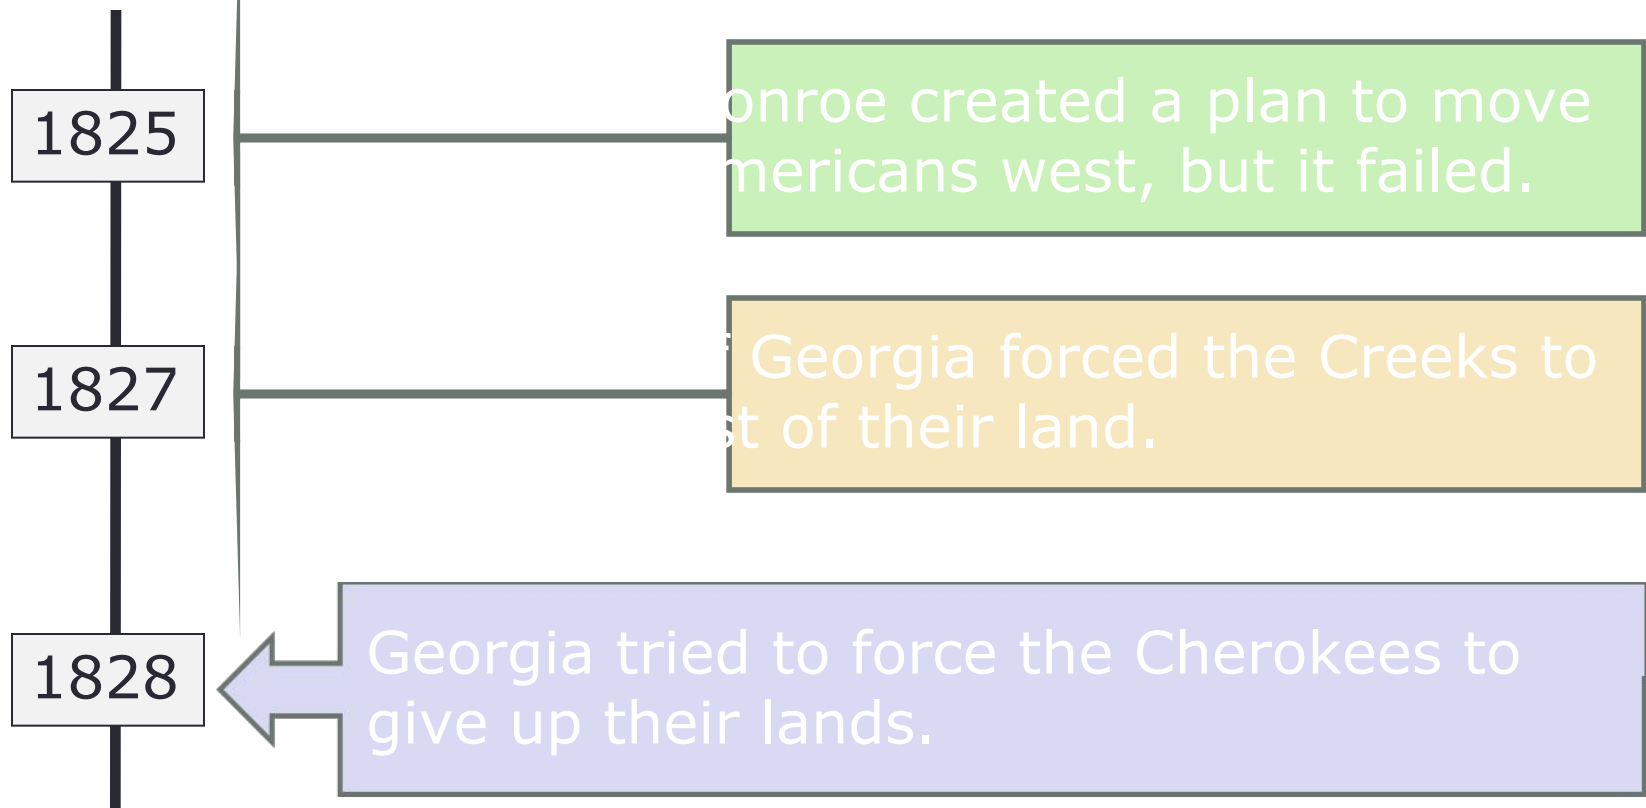 1825
onroe created a plan to move
mericans west, but it failed.
1827
Georgia forced the Creeks to
st of their land.
1828
Georgia tried to force the Cherokees to
give up their lands.